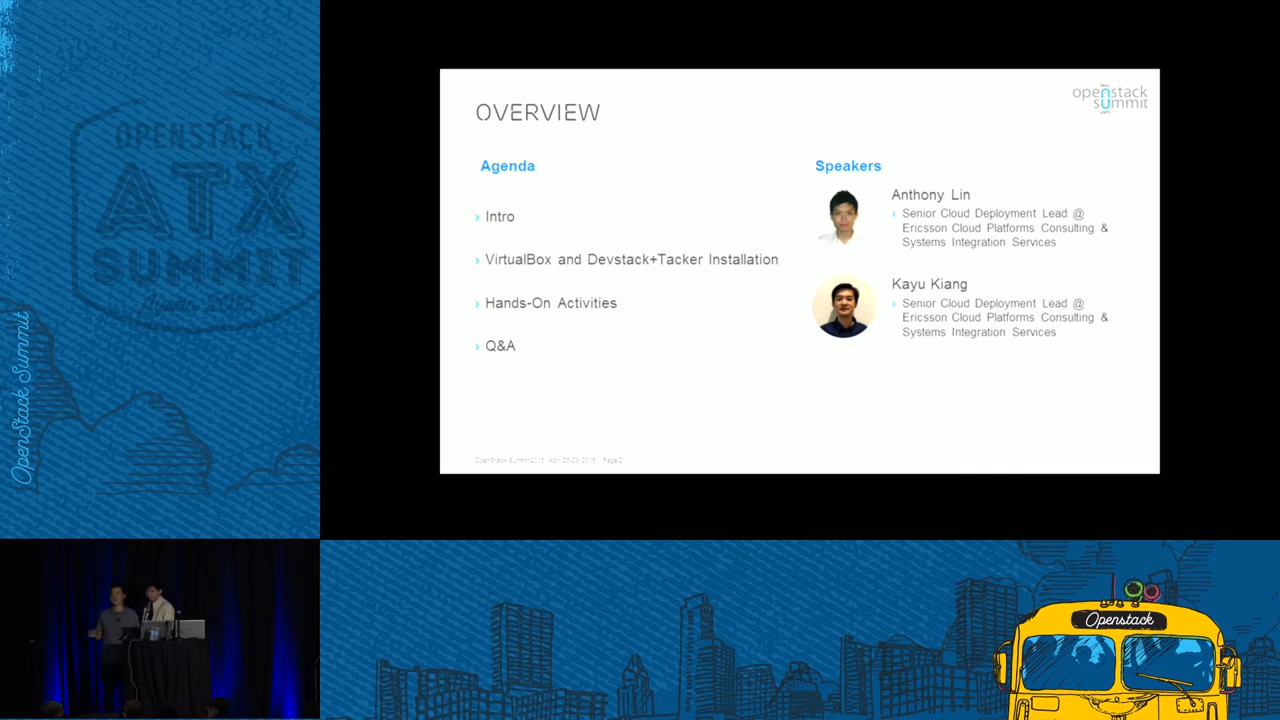 OPENSTACK
ATX
SUMMIT
OpenStack Summit
OVERVIEW
openstack
summit
Agenda
› Intro
› VirtualBox and Devstack+Tacker Installation
› Hands-On Activities
› Q&A
Speakers
Anthony Lin
› Senior Cloud Deployment Lead @
Ericsson Cloud Platforms Consulting &
Systems Integration Services
Kayu Kiang
› Senior Cloud Deployment Lead @
Ericsson Cloud Platforms Consulting &
Systems Integration Services
Openstack